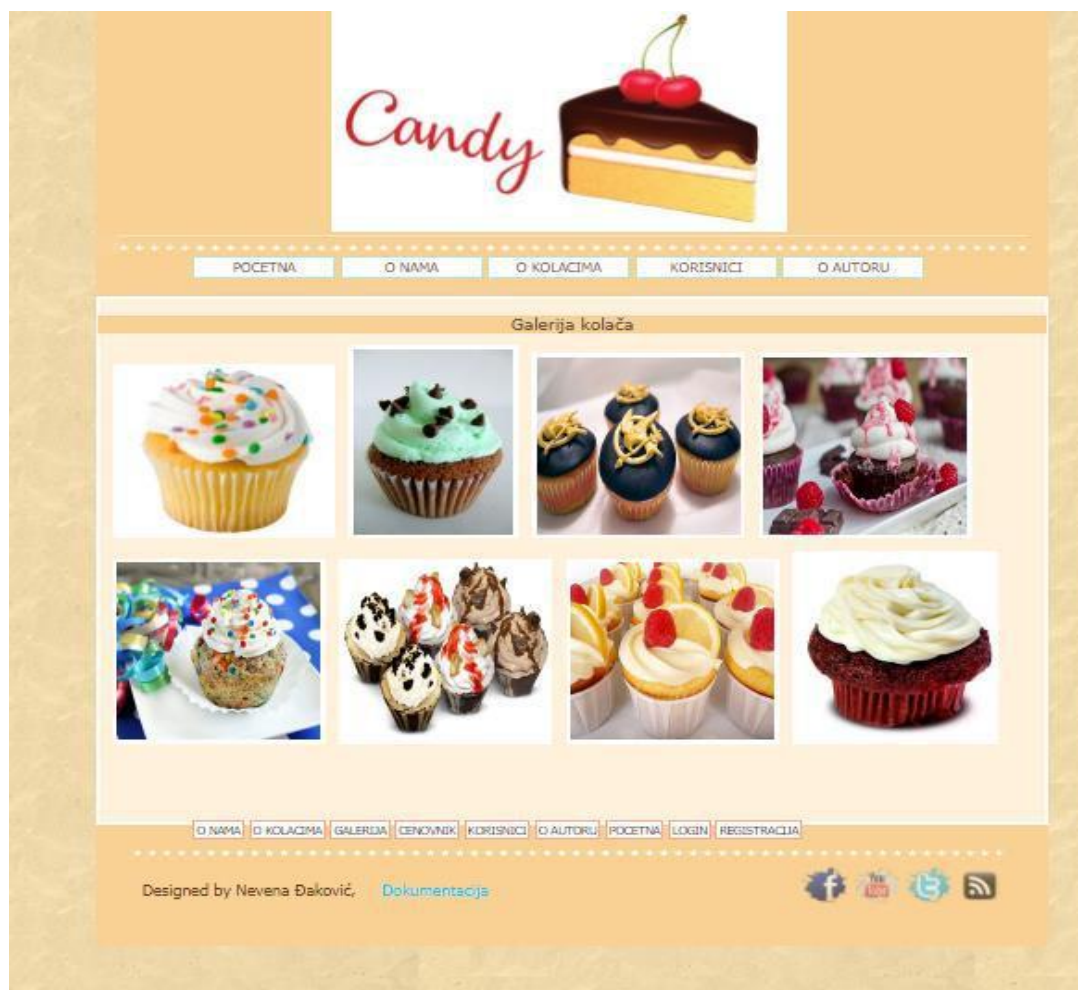 Candy
POCETNA O NAMA O KOLACIMA KORISNICI O AUTORU
Galerija kolača
O NAMA O KOLACIMA GALERIJA CENOVNIK KORISNICI O AUTORU POCETNA LOGIN REGISTRACIJA
Designed by Nevena Đaković, Dokumentacija
You